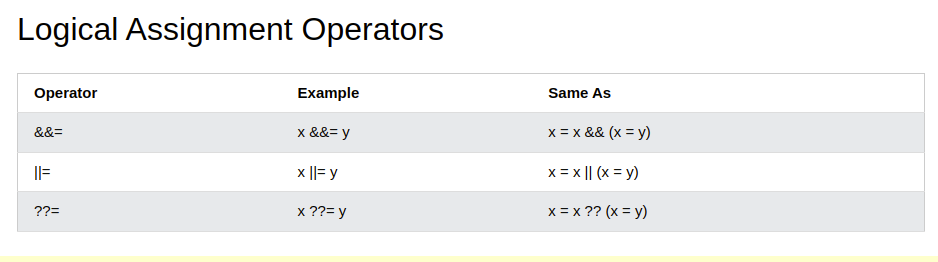 Logical Assignment Operators
Operator Example Same As
&&= x &&= y x = x && (x = y)
||= x ||= y x = x || (x = y)
??= x ??= y x = x ?? (x = y)